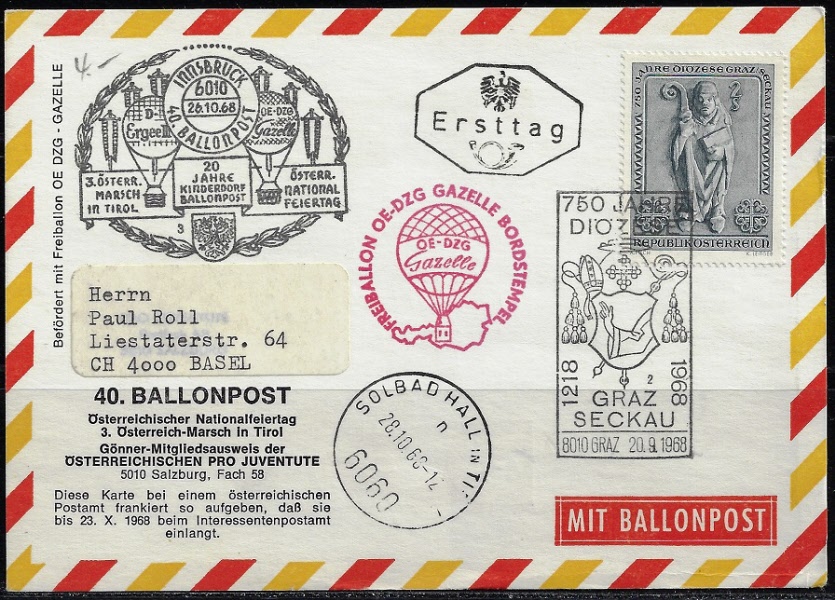 4.-
Befördert mit Freiballon OE DZG - GAZELLE
INNSBRUCK
6010
26.10.68
40. BALLONPOST
D-
Ergee III
OE-DZG
Gazelle
3. ÖSTERR.
MARSCH
IN TIROL
20
JAHRE
KINDERDORF
BALLONPOST
ÖSTERR.
NATIONAL
FEIERTAG
3
Ersttag
750 JAHRE DIÖZESE GRAZ-SECKAU
2S
REPUBLIK ÖSTERREICH
FREIBALLON OE-DZG GAZELLE BORDSTEMPEL
OE-DZG
Gazelle
750 JAHRE
DIÖZESE
1218
1968
2
GRAZ
SECKAU
8010 GRAZ 20.9.1968
Herrn
Paul Roll
Liestaterstr. 64
CH 4000 BASEL
40. BALLONPOST
Österreichischer Nationalfeiertag
3. Österreich-Marsch in Tirol
Gönner-Mitgliedsausweis der
ÖSTERREICHISCHEN PRO JUVENTUTE
5010 Salzburg, Fach 58
Diese Karte bei einem österreichischen
Postamt frankiert so aufgeben, daß sie
bis 23. X. 1968 beim Interessentenpostamt
einlangt.
SOLBAD HALL IN TI
n
28.10.68-12
6060
MIT BALLONPOST